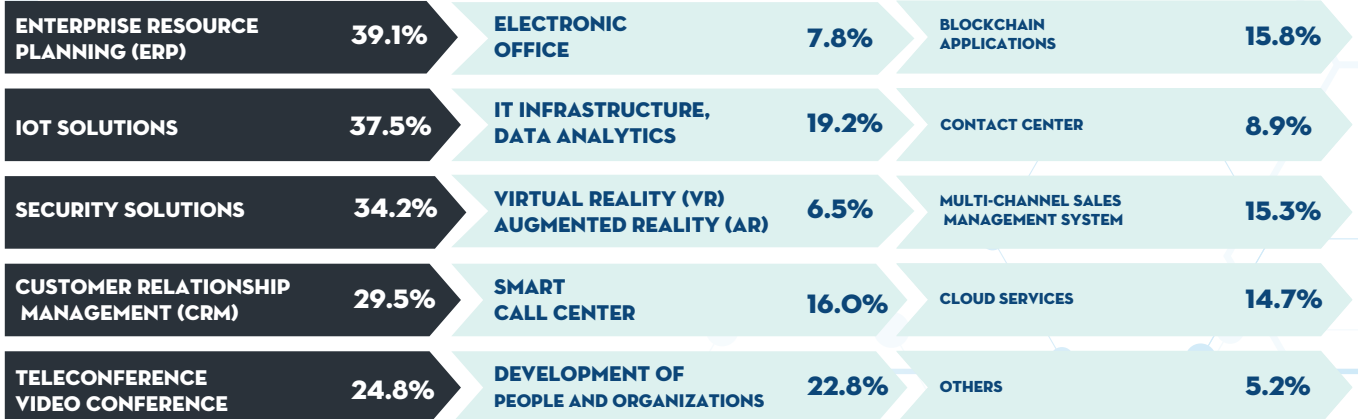 ENTERPRISE RESOURCE
PLANNING (ERP)
39.1%
ELECTRONIC
OFFICE
7.8%
BLOCKCHAIN
APPLICATIONS
15.8%
IOT SOLUTIONS
37.5%
IT INFRASTRUCTURE,
DATA ANALYTICS
19.2%
CONTACT CENTER
8.9%
SECURITY SOLUTIONS
34.2%
VIRTUAL REALITY (VR)
AUGMENTED REALITY (AR)
6.5%
MULTI-CHANNEL SALES
MANAGEMENT SYSTEM
15.3%
CUSTOMER RELATIONSHIP
MANAGEMENT (CRM)
29.5%
SMART
CALL CENTER
16.0%
CLOUD SERVICES
14.7%
TELECONFERENCE
VIDEO CONFERENCE
24.8%
DEVELOPMENT OF
PEOPLE AND ORGANIZATIONS
22.8%
OTHERS
5.2%